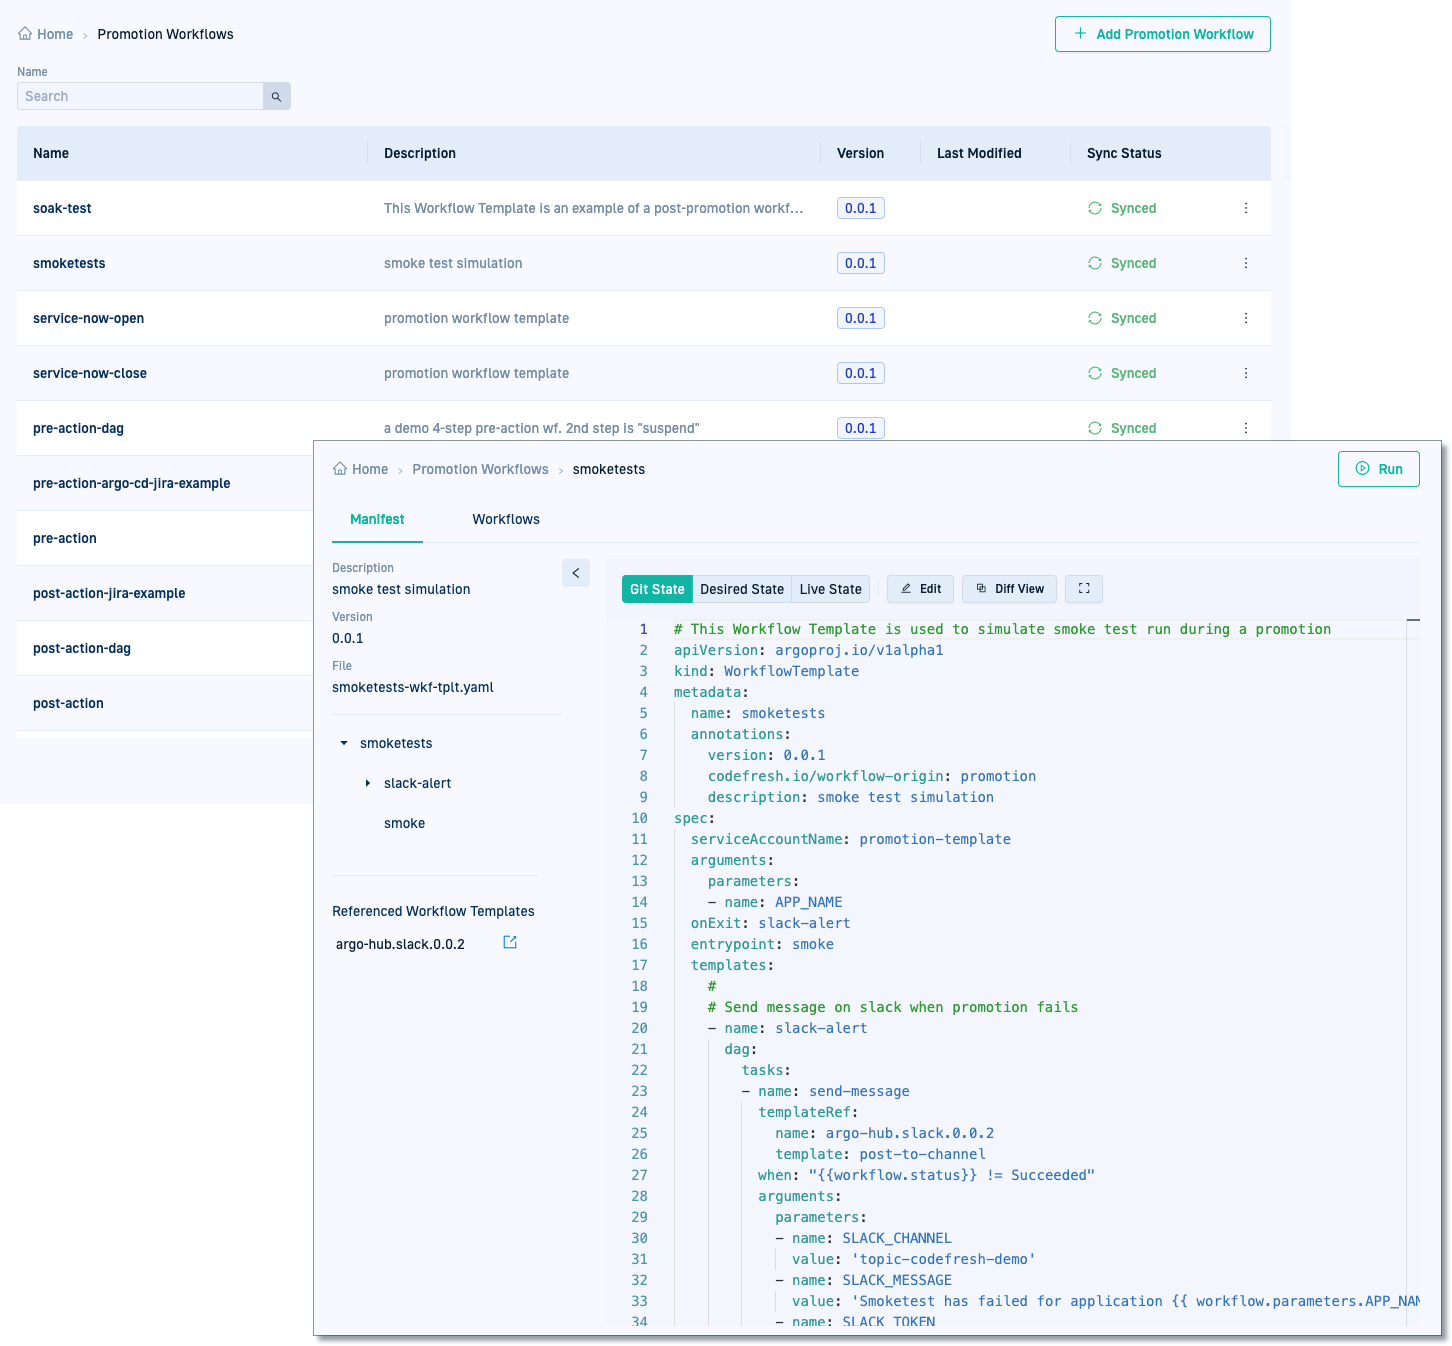 Home > Promotion Workflows
+ Add Promotion Workflow
Name
Search
Name Description Version Last Modified Sync Status
soak-test This Workflow Template is an example of a post-promotion workf... 0.0.1 Synced
smoketests smoke test simulation 0.0.1 Synced
service-now-open promotion workflow template 0.0.1 Synced
service-now-close promotion workflow template 0.0.1 Synced
pre-action-dag a demo 4-step pre-action wf. 2nd step is "suspend" 0.0.1 Synced
pre-action-argo-cd-jira-example
pre-action
post-action-jira-example
post-action-dag
post-action
Home > Promotion Workflows > smoketests
Run
Manifest Workflows
Description
smoke test simulation
Version
0.0.1
File
smoketests-wkf-tplt.yaml
smoketests
slack-alert
smoke
Referenced Workflow Templates
argo-hub.slack.0.0.2
Git State Desired State Live State Edit Diff View
1 # This Workflow Template is used to simulate smoke test run during a promotion
2 apiVersion: argoproj.io/v1alpha1
3 kind: WorkflowTemplate
4 metadata:
5 name: smoketests
6 annotations:
7 version: 0.0.1
8 codefresh.io/workflow-origin: promotion
9 description: smoke test simulation
10 spec:
11 serviceAccountName: promotion-template
12 arguments:
13 parameters:
14 - name: APP_NAME
15 onExit: slack-alert
16 entrypoint: smoke
17 templates:
18 #
19 # Send message on slack when promotion fails
20 - name: slack-alert
21 dag:
22 tasks:
23 - name: send-message
24 templateRef:
25 name: argo-hub.slack.0.0.2
26 template: post-to-channel
27 when: "{{workflow.status}} != Succeeded"
28 arguments:
29 parameters:
30 - name: SLACK_CHANNEL
31 value: 'topic-codefresh-demo'
32 - name: SLACK_MESSAGE
33 value: 'Smoketest has failed for application {{ workflow.parameters.APP_NAM
34 - name: SLACK_TOKEN